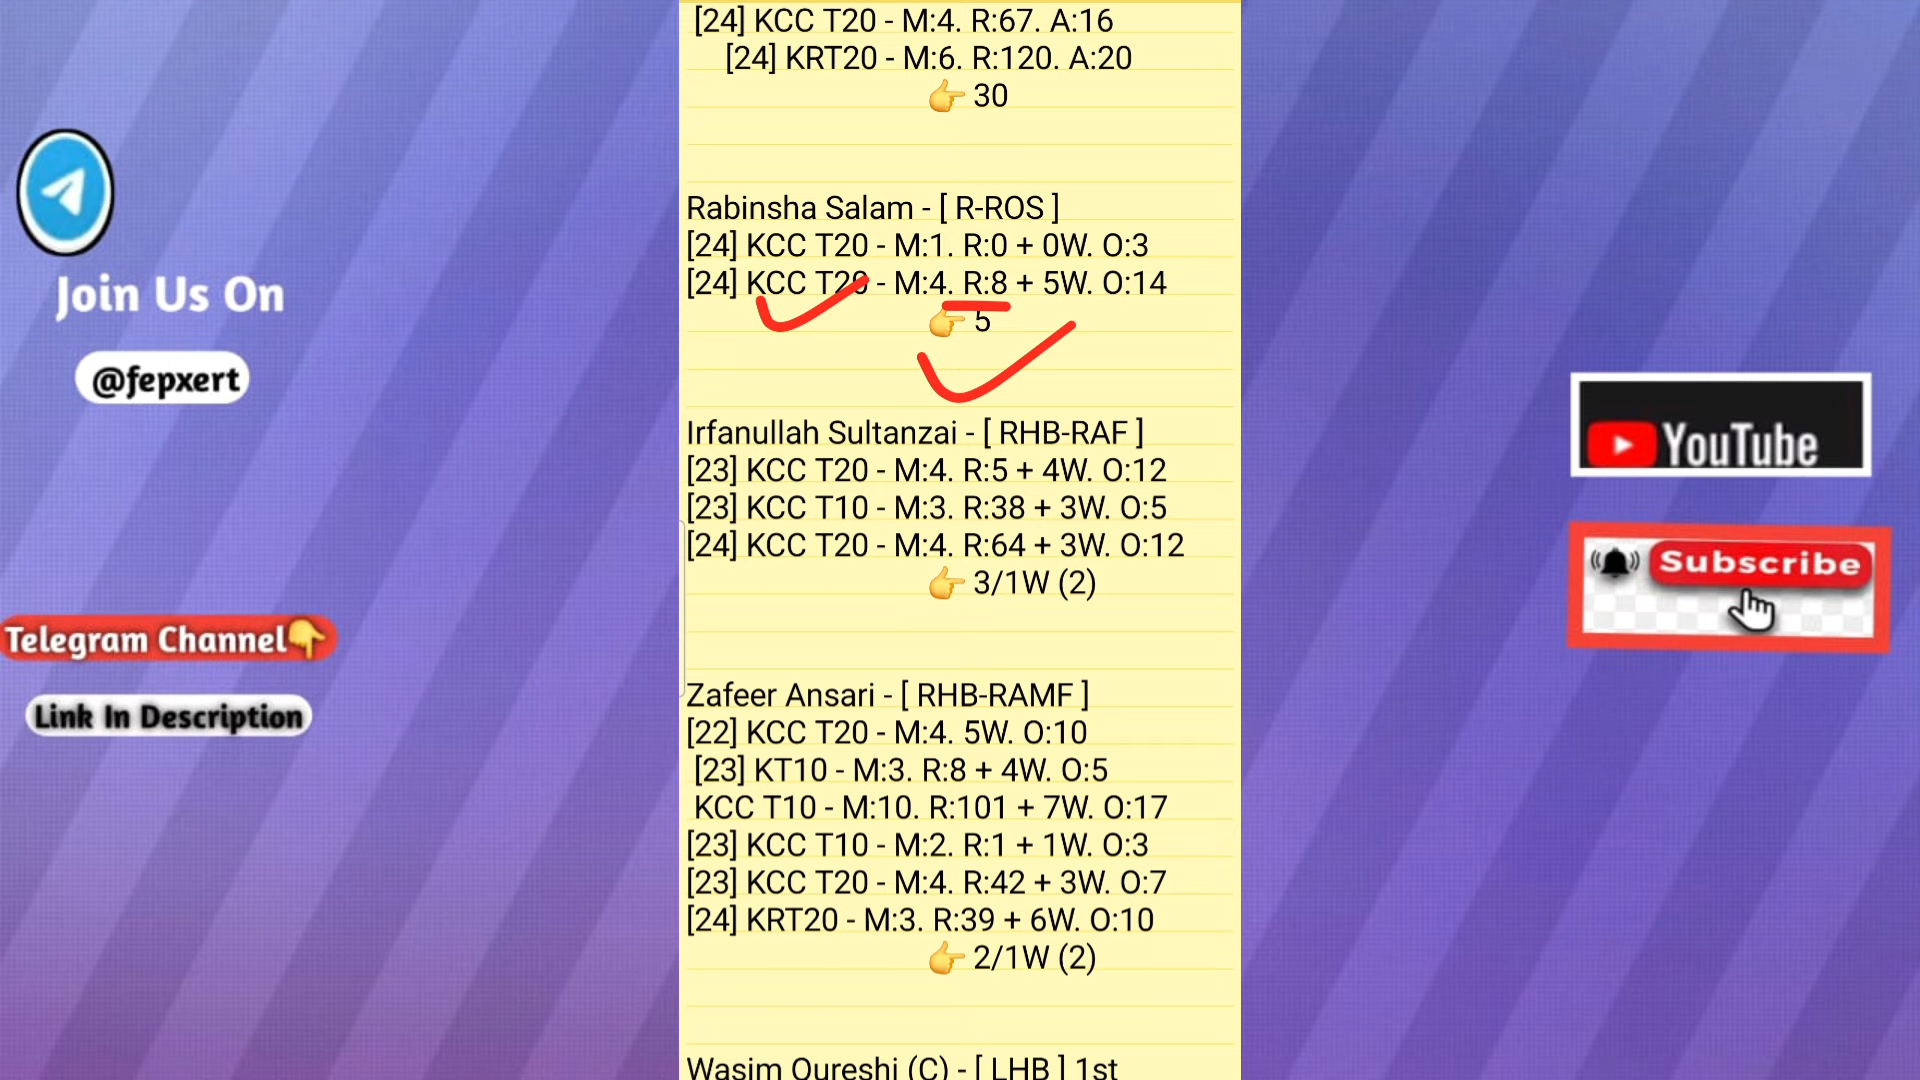 [24] KCC T20 - M:4. R:67. A:16
[24] KRT20 - M:6. R:120. A:20
👉 30
Rabinsha Salam - [ R-ROS ]
[24] KCC T20 - M:1. R:0 + 0W. O:3
[24] KCC T20 - M:4. R:8 + 5W. O:14
👉 5
Irfanullah Sultanzai - [ RHB-RAF ]
[23] KCC T20 - M:4. R:5 + 4W. O:12
[23] KCC T10 - M:3. R:38 + 3W. O:5
[24] KCC T20 - M:4. R:64 + 3W. O:12
👉 3/1W (2)
Zafeer Ansari - [ RHB-RAMF ]
[22] KCC T20 - M:4. 5W. O:10
[23] KT10 - M:3. R:8 + 4W. O:5
KCC T10 - M:10. R:101 + 7W. O:17
[23] KCC T10 - M:2. R:1 + 1W. O:3
[23] KCC T20 - M:4. R:42 + 3W. O:7
[24] KRT20 - M:3. R:39 + 6W. O:10
👉 2/1W (2)
Wasim Qureshi (C) - [ LHB ] 1st
Join Us On
@fepxert
Telegram Channel👇
Link In Description
YouTube
Subscribe